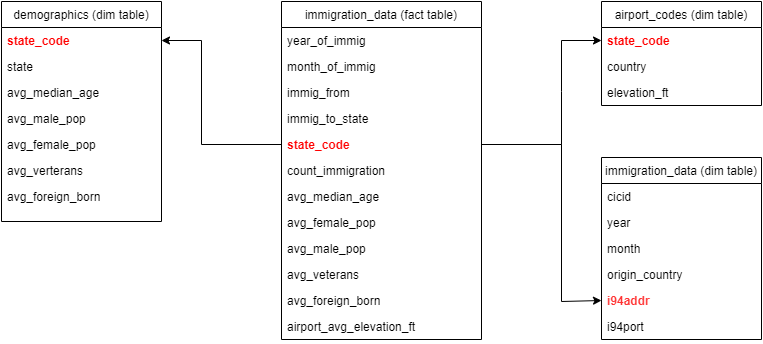 demographics (dim table)
state_code
state
avg_median_age
avg_male_pop
avg_female_pop
avg_verterans
avg_foreign_born
immigration_data (fact table)
year_of_immig
month_of_immig
immig_from
immig_to_state
state_code
count_immigration
avg_median_age
avg_female_pop
avg_male_pop
avg_veterans
avg_foreign_born
airport_avg_elevation_ft
airport_codes (dim table)
state_code
country
elevation_ft
immigration_data (dim table)
cicid
year
month
origin_country
i94addr
i94port